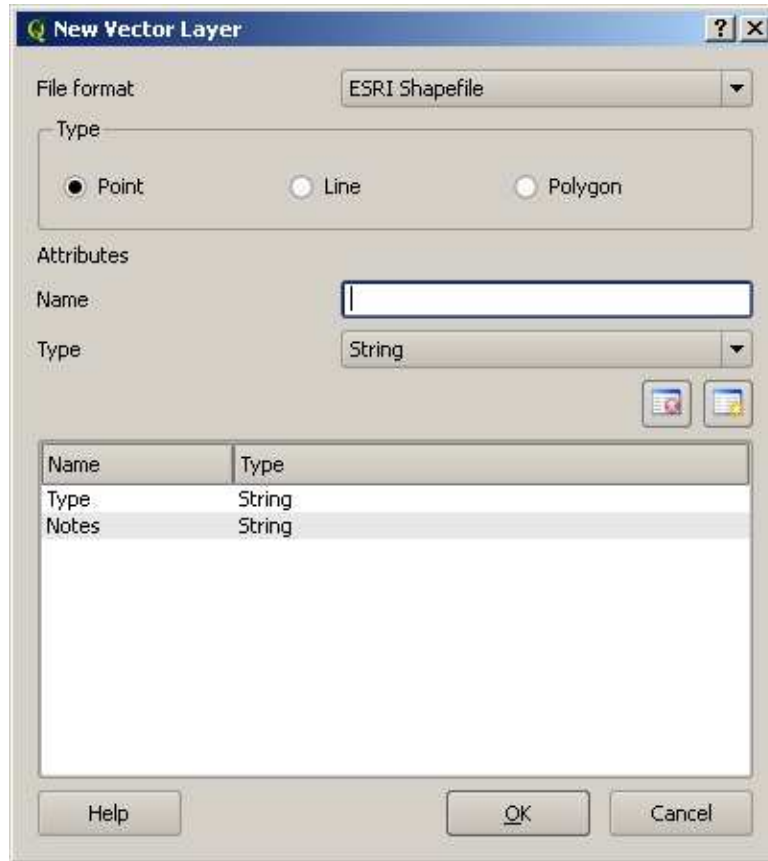 New Vector Layer
File format ESRI Shapefile
Type
Point Line Polygon
Attributes
Name
Type String
Name Type
Type String
Notes String
Help OK Cancel